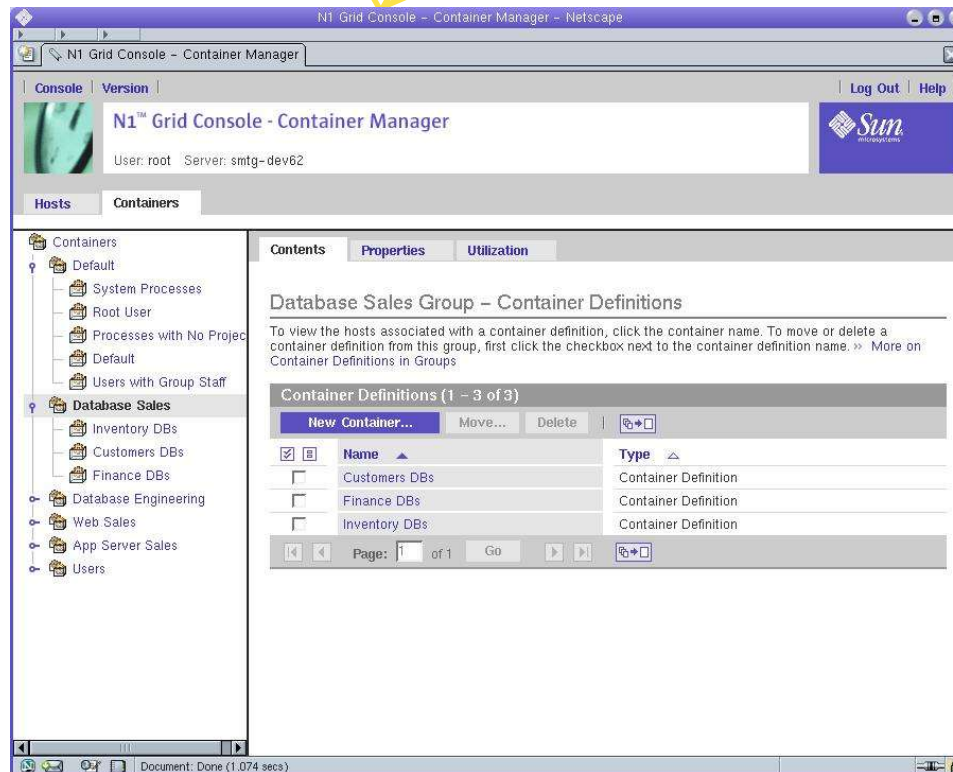 N1 Grid Console – Container Manager – Netscape
N1 Grid Console – Container Manager
Console | Version |
| Log Out | Help
N1™ Grid Console - Container Manager
User: root Server: smtg-dev62
Sun
microsystems
Hosts Containers
Containers
Default
System Processes
Root User
Processes with No Projec
Default
Users with Group Staff
Database Sales
Inventory DBs
Customers DBs
Finance DBs
Database Engineering
Web Sales
App Server Sales
Users
Contents Properties Utilization
Database Sales Group – Container Definitions
To view the hosts associated with a container definition, click the container name. To move or delete a
container definition from this group, first click the checkbox next to the container definition name. » More on
Container Definitions in Groups
Container Definitions (1 – 3 of 3)
New Container... Move... Delete
Name Type
Customers DBs Container Definition
Finance DBs Container Definition
Inventory DBs Container Definition
Page: 1 of 1 Go
Document: Done (1.074 secs)